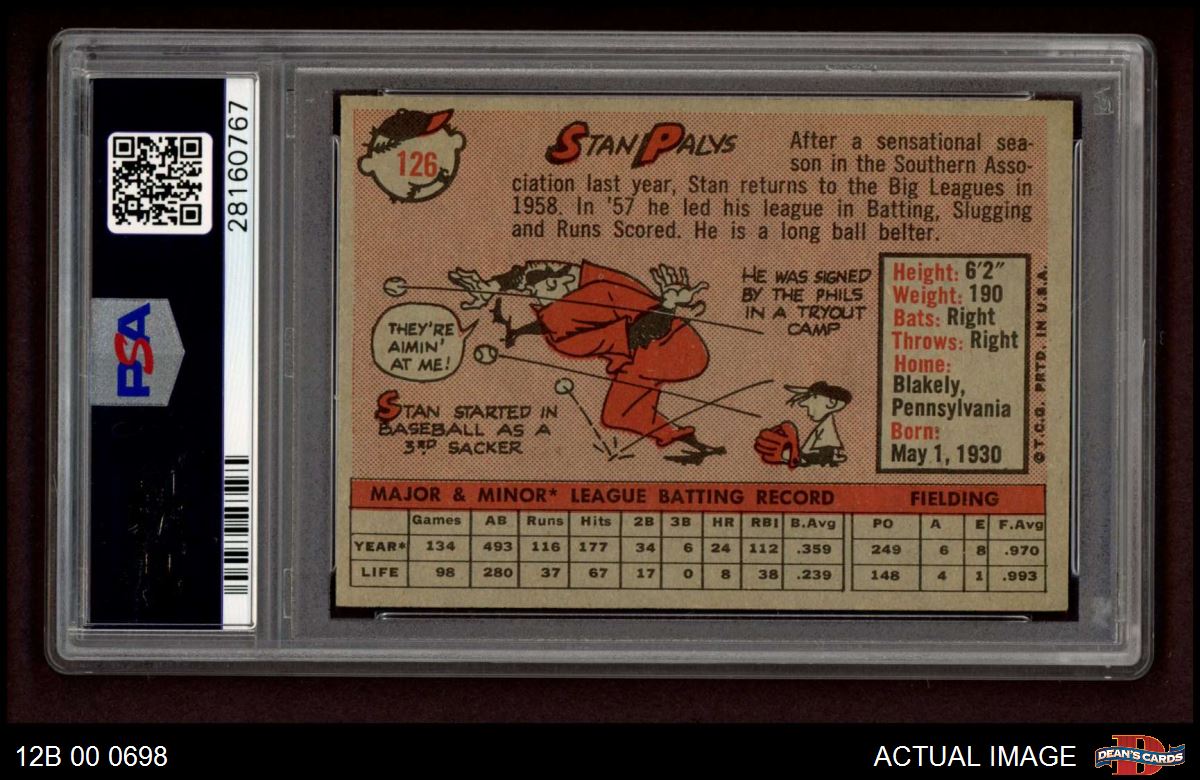 28160767
PSA
126
STAN PALYS
After a sensational sea-
son in the Southern Asso-
ciation last year, Stan returns to the Big Leagues in
1958. In '57 he led his league in Batting, Slugging
and Runs Scored. He is a long ball belter.
THEY'RE
AIMIN'
AT ME!
HE WAS SIGNED
BY THE PHILS
IN A TRYOUT
CAMP
STAN STARTED IN
BASEBALL AS A
3RD SACKER
Height: 6'2"
Weight: 190
Bats: Right
Throws: Right
Home:
Blakely,
Pennsylvania
Born:
May 1, 1930
© T.C.G. PRTD. IN U.S.A.
MAJOR & MINOR* LEAGUE BATTING RECORD FIELDING
Games AB Runs Hits 2B 3B HR RBI B.Avg PO A E F.Avg
YEAR* 134 493 116 177 34 6 24 112 .359 249 6 8 .970
LIFE 98 280 37 67 17 0 8 38 .239 148 4 1 .993
12B 00 0698
ACTUAL IMAGE
DEAN'S CARDS